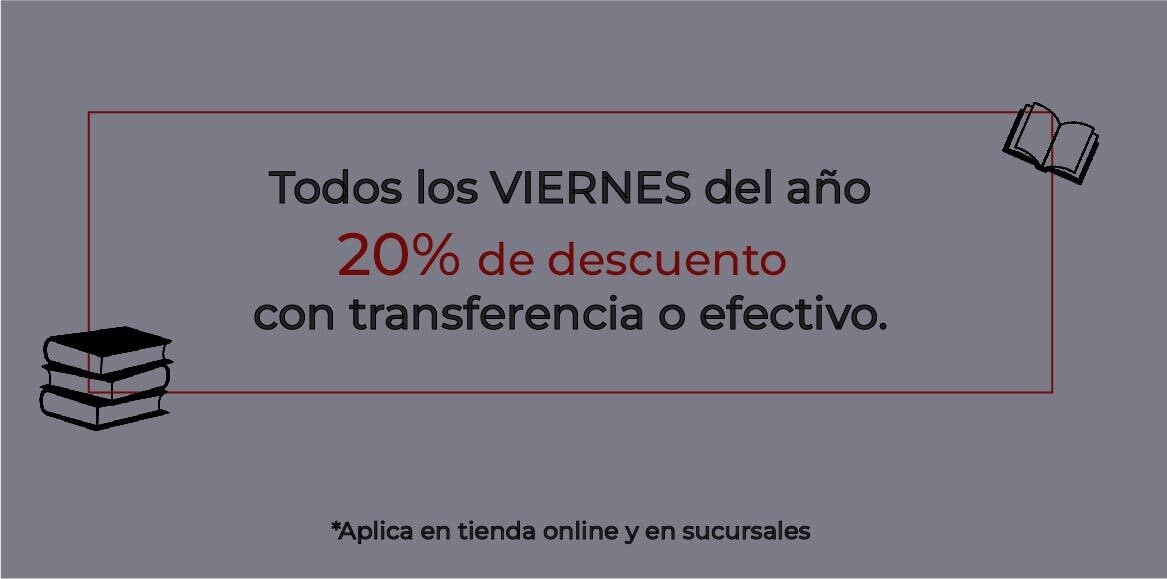 Todos los VIERNES del año
20% de descuento
con transferencia o efectivo.
*Aplica en tienda online y en sucursales